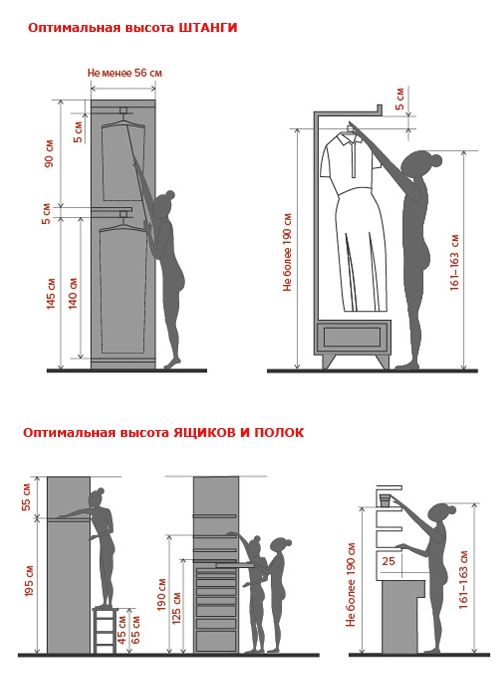 Оптимальная высота ШТАНГИ
Не менее 56 см
5 см
90 см
5 см
145 см
140 см
5 см
Не более 190 см
161–163 см
Оптимальная высота ЯЩИКОВ И ПОЛОК
55 см
195 см
45 см
65 см
190 см
125 см
25
Не более 190 см
161–163 см